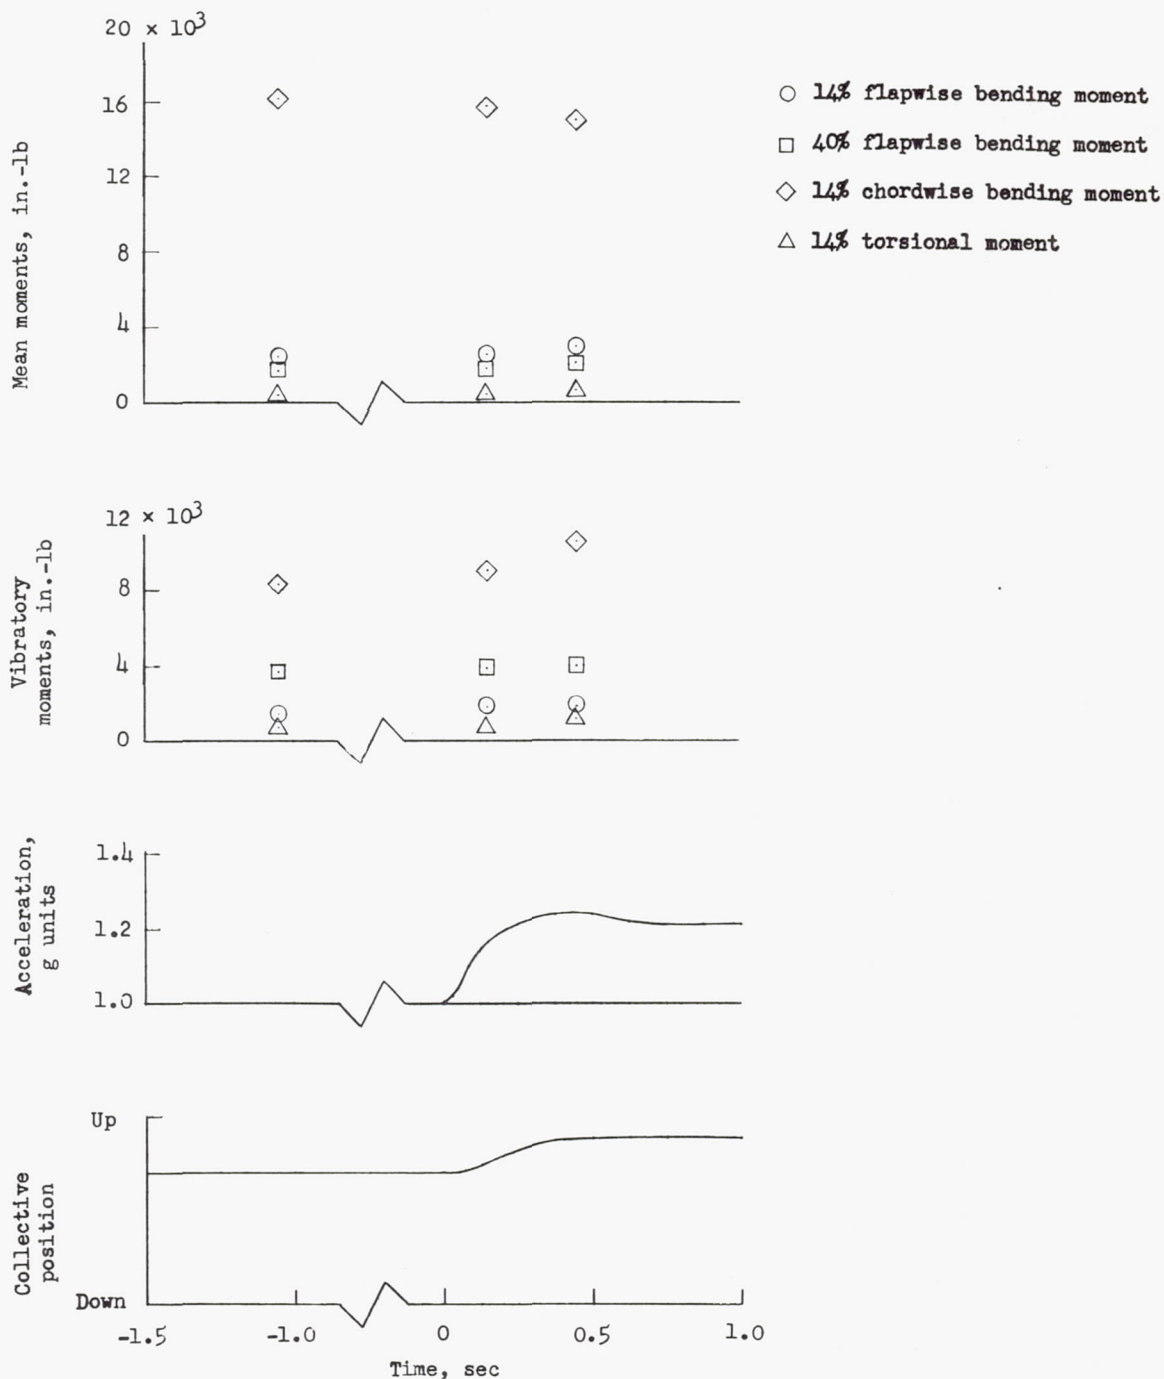 20 × 10³
16
12
8
4
0
Mean moments, in.-lb
14% flapwise bending moment
40% flapwise bending moment
14% chordwise bending moment
14% torsional moment
12 × 10³
8
4
0
Vibratory
moments, in.-lb
1.4
1.2
1.0
Acceleration,
g units
Up
Down
Collective
position
-1.5 -1.0 0 0.5 1.0
Time, sec